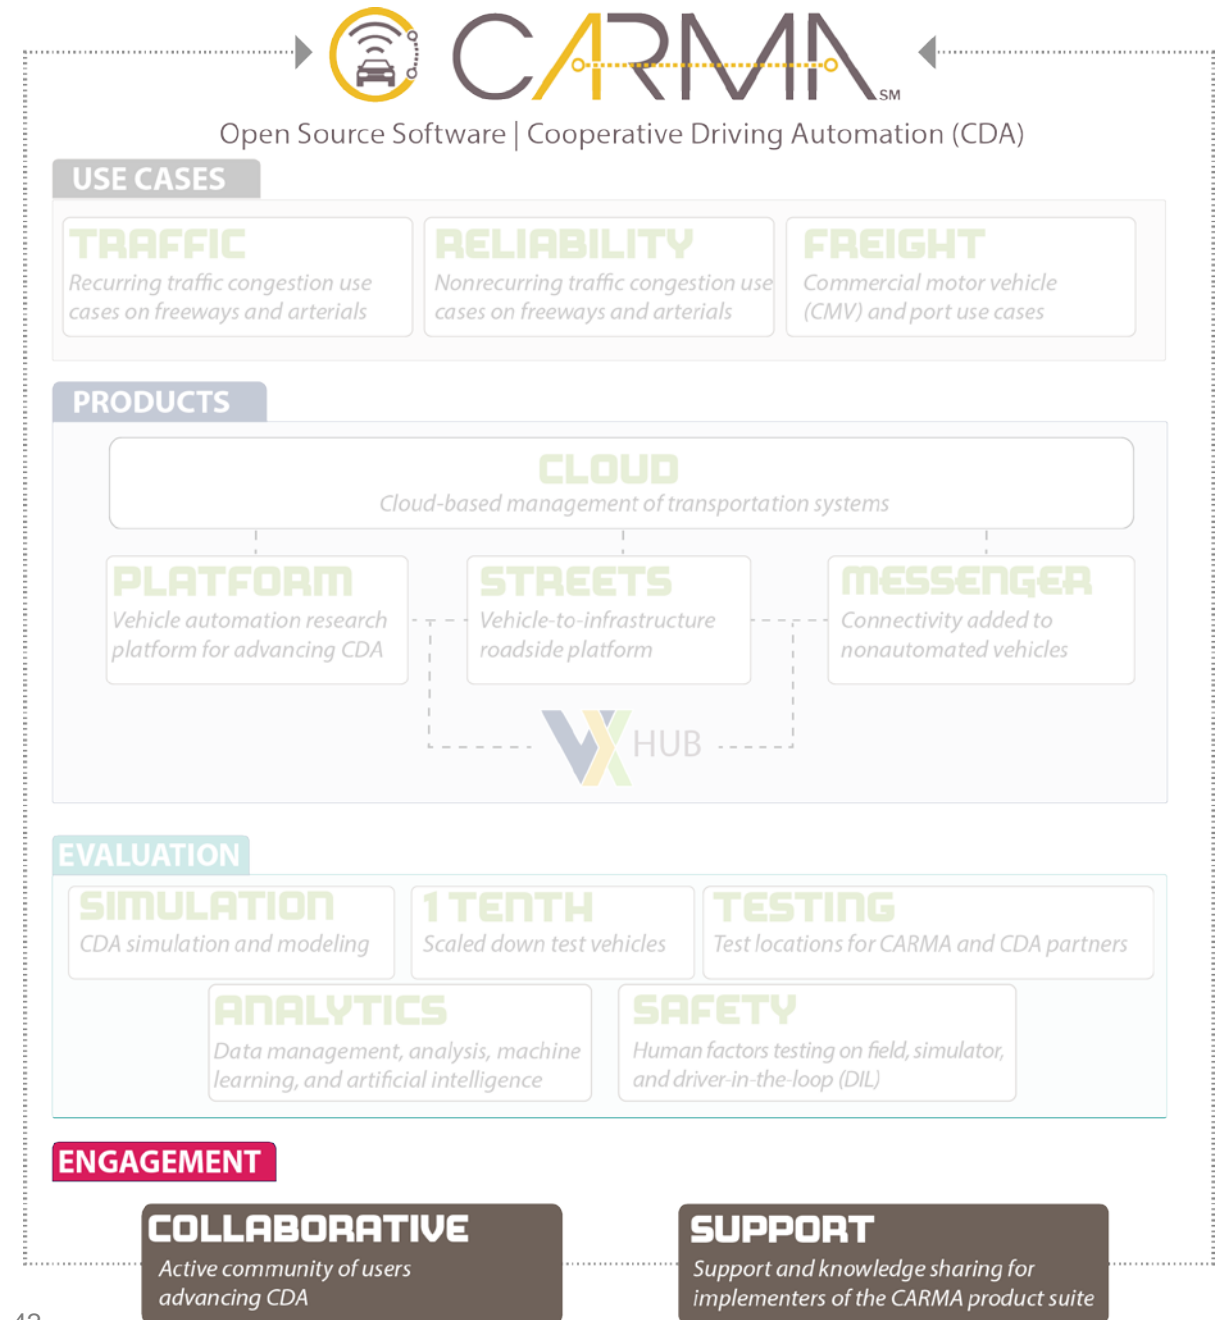 CARMA SM
Open Source Software | Cooperative Driving Automation (CDA)
USE CASES
TRAFFIC
Recurring traffic congestion use
cases on freeways and arterials
RELIABILITY
Nonrecurring traffic congestion use
cases on freeways and arterials
FREIGHT
Commercial motor vehicle
(CMV) and port use cases
PRODUCTS
CLOUD
Cloud-based management of transportation systems
PLATFORM
Vehicle automation research
platform for advancing CDA
STREETS
Vehicle-to-infrastructure
roadside platform
MESSENGER
Connectivity added to
nonautomated vehicles
VX HUB
EVALUATION
SIMULATION
CDA simulation and modeling
1 TENTH
Scaled down test vehicles
TESTING
Test locations for CARMA and CDA partners
ANALYTICS
Data management, analysis, machine
learning, and artificial intelligence
SAFETY
Human factors testing on field, simulator,
and driver-in-the-loop (DIL)
ENGAGEMENT
COLLABORATIVE
Active community of users
advancing CDA
SUPPORT
Support and knowledge sharing for
implementers of the CARMA product suite